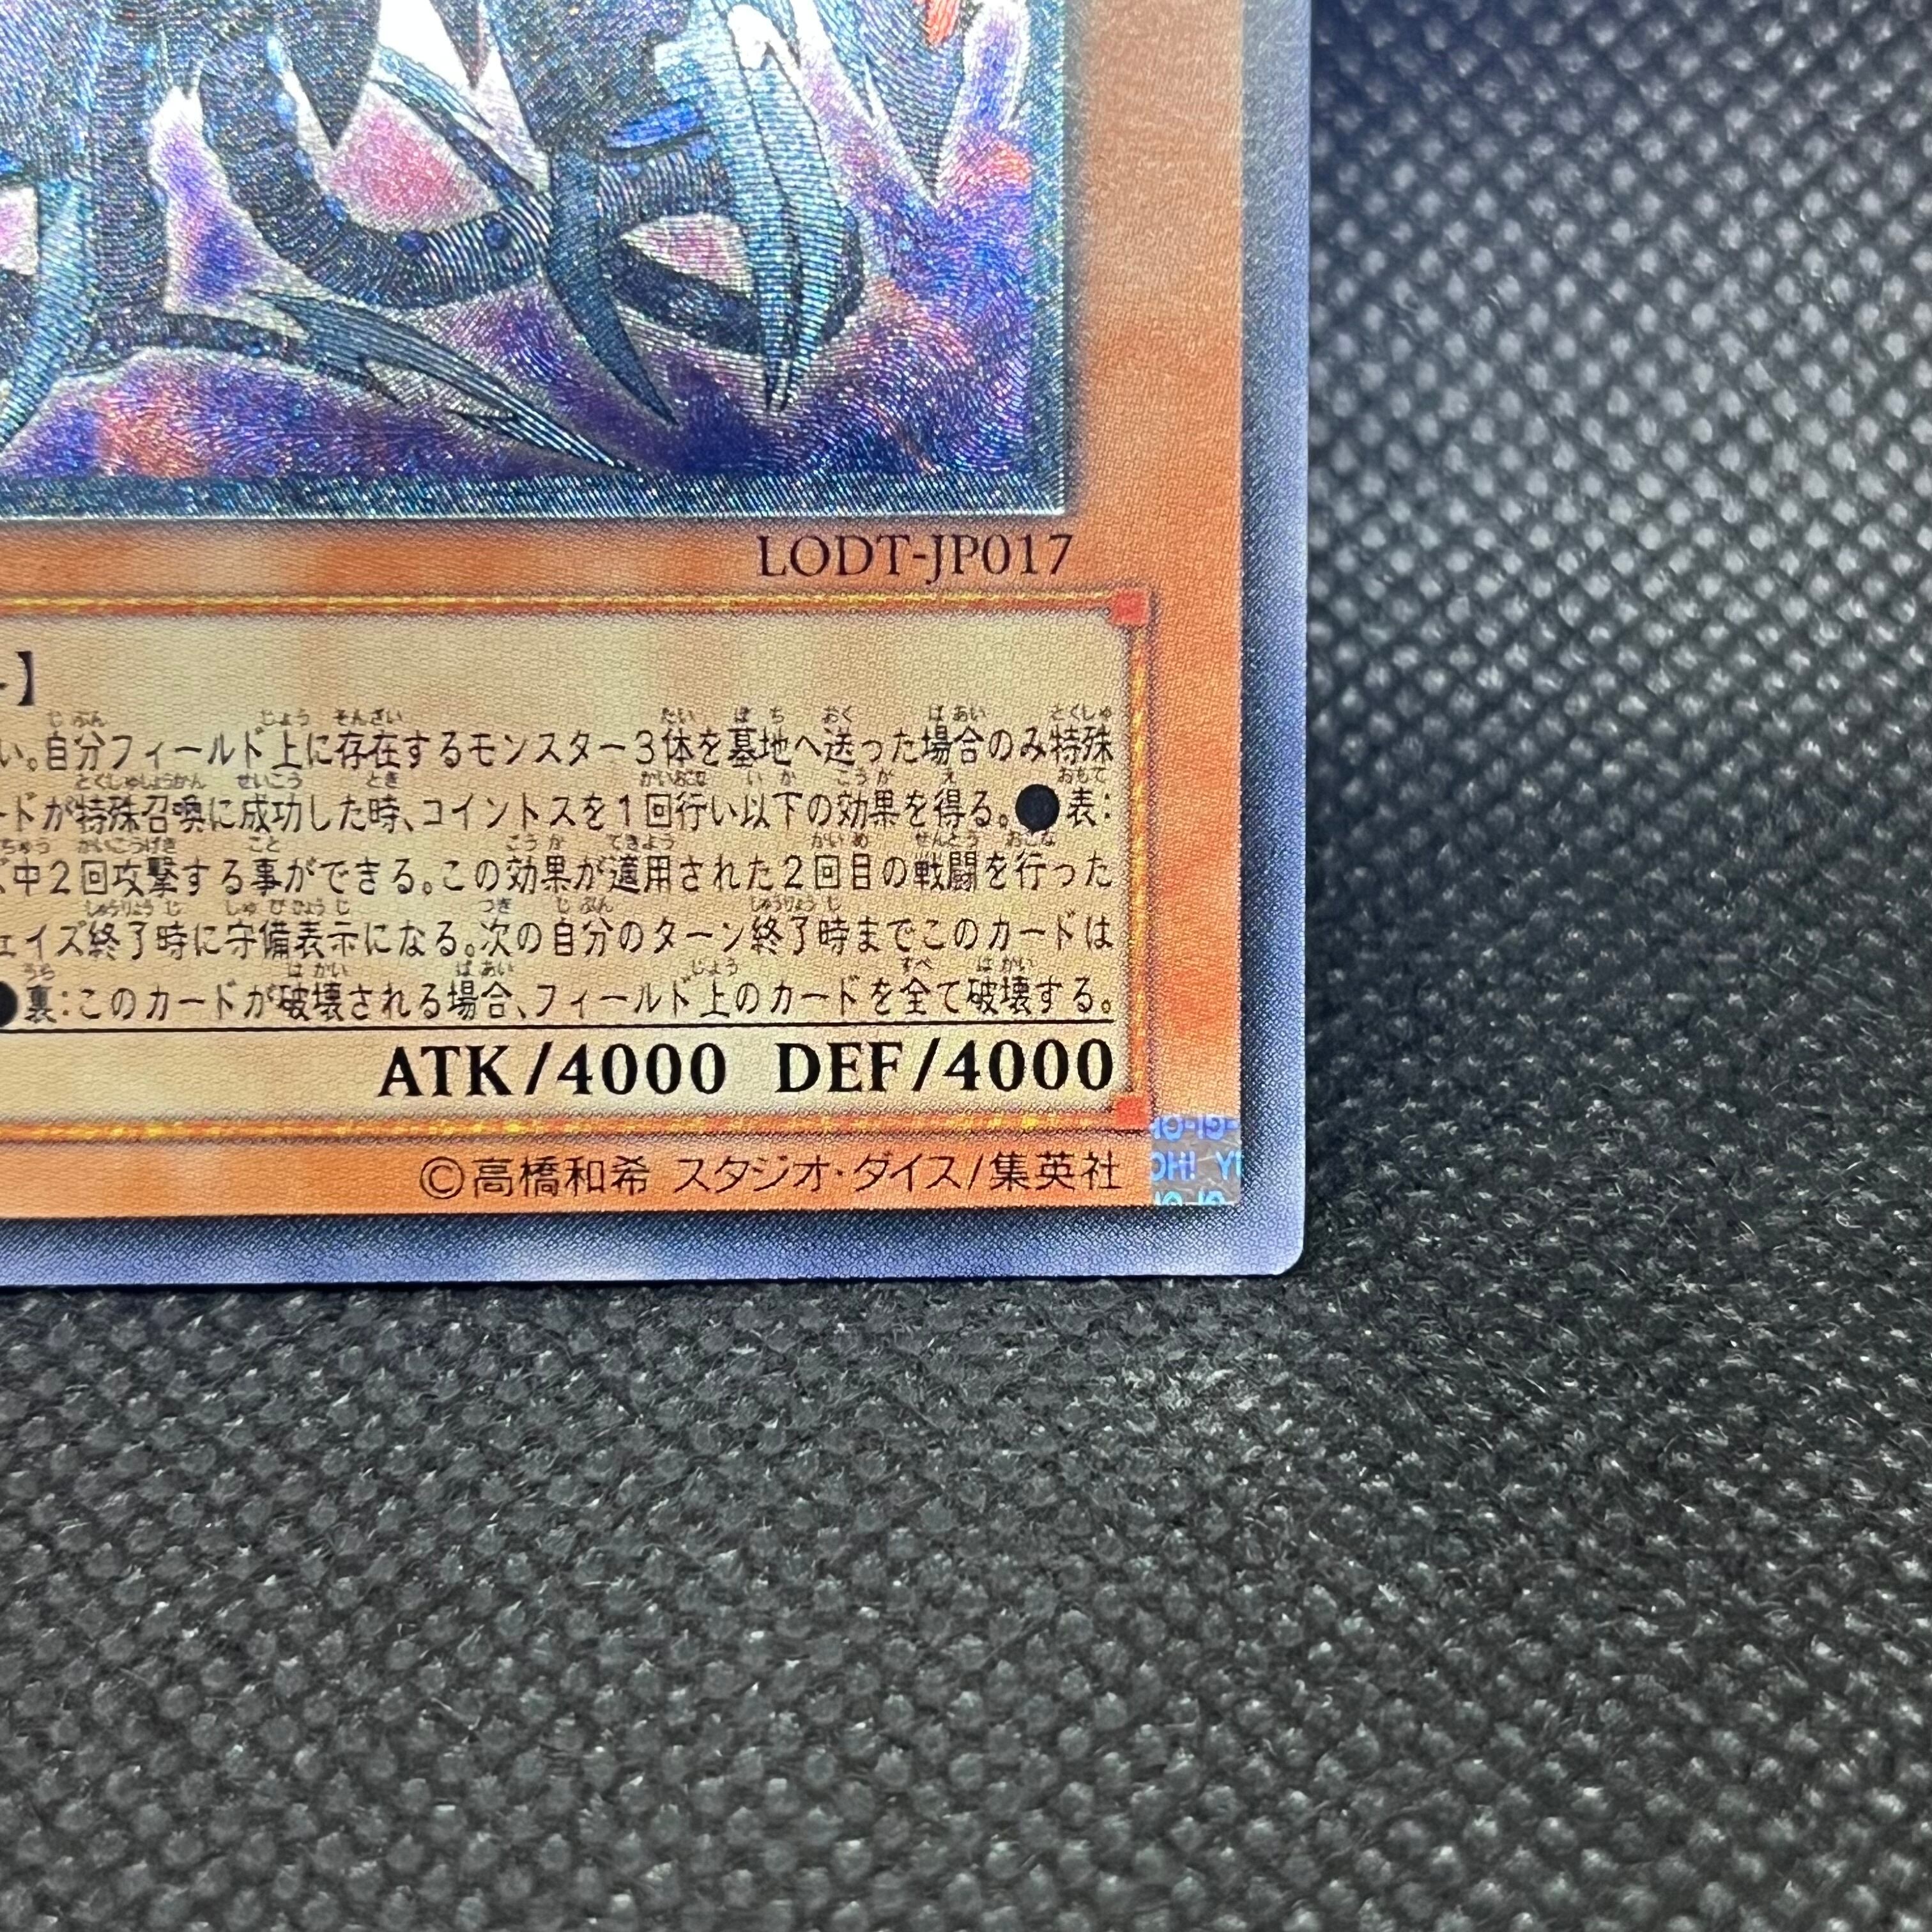 LODT-JP017
】
い。自分フィールド上に存在するモンスター3体を墓地へ送った場合のみ特殊
ードが特殊召喚に成功した時、コイントスを1回行い以下の効果を得る。●表：
ズ中2回攻撃する事ができる。この効果が適用された2回目の戦闘を行った
ェイズ終了時に守備表示になる。次の自分のターン終了時までこのカードは
●裏：このカードが破壊される場合、フィールド上のカードを全て破壊する。
ATK/4000 DEF/4000
©高橋和希 スタジオ・ダイス/集英社
OH! Y